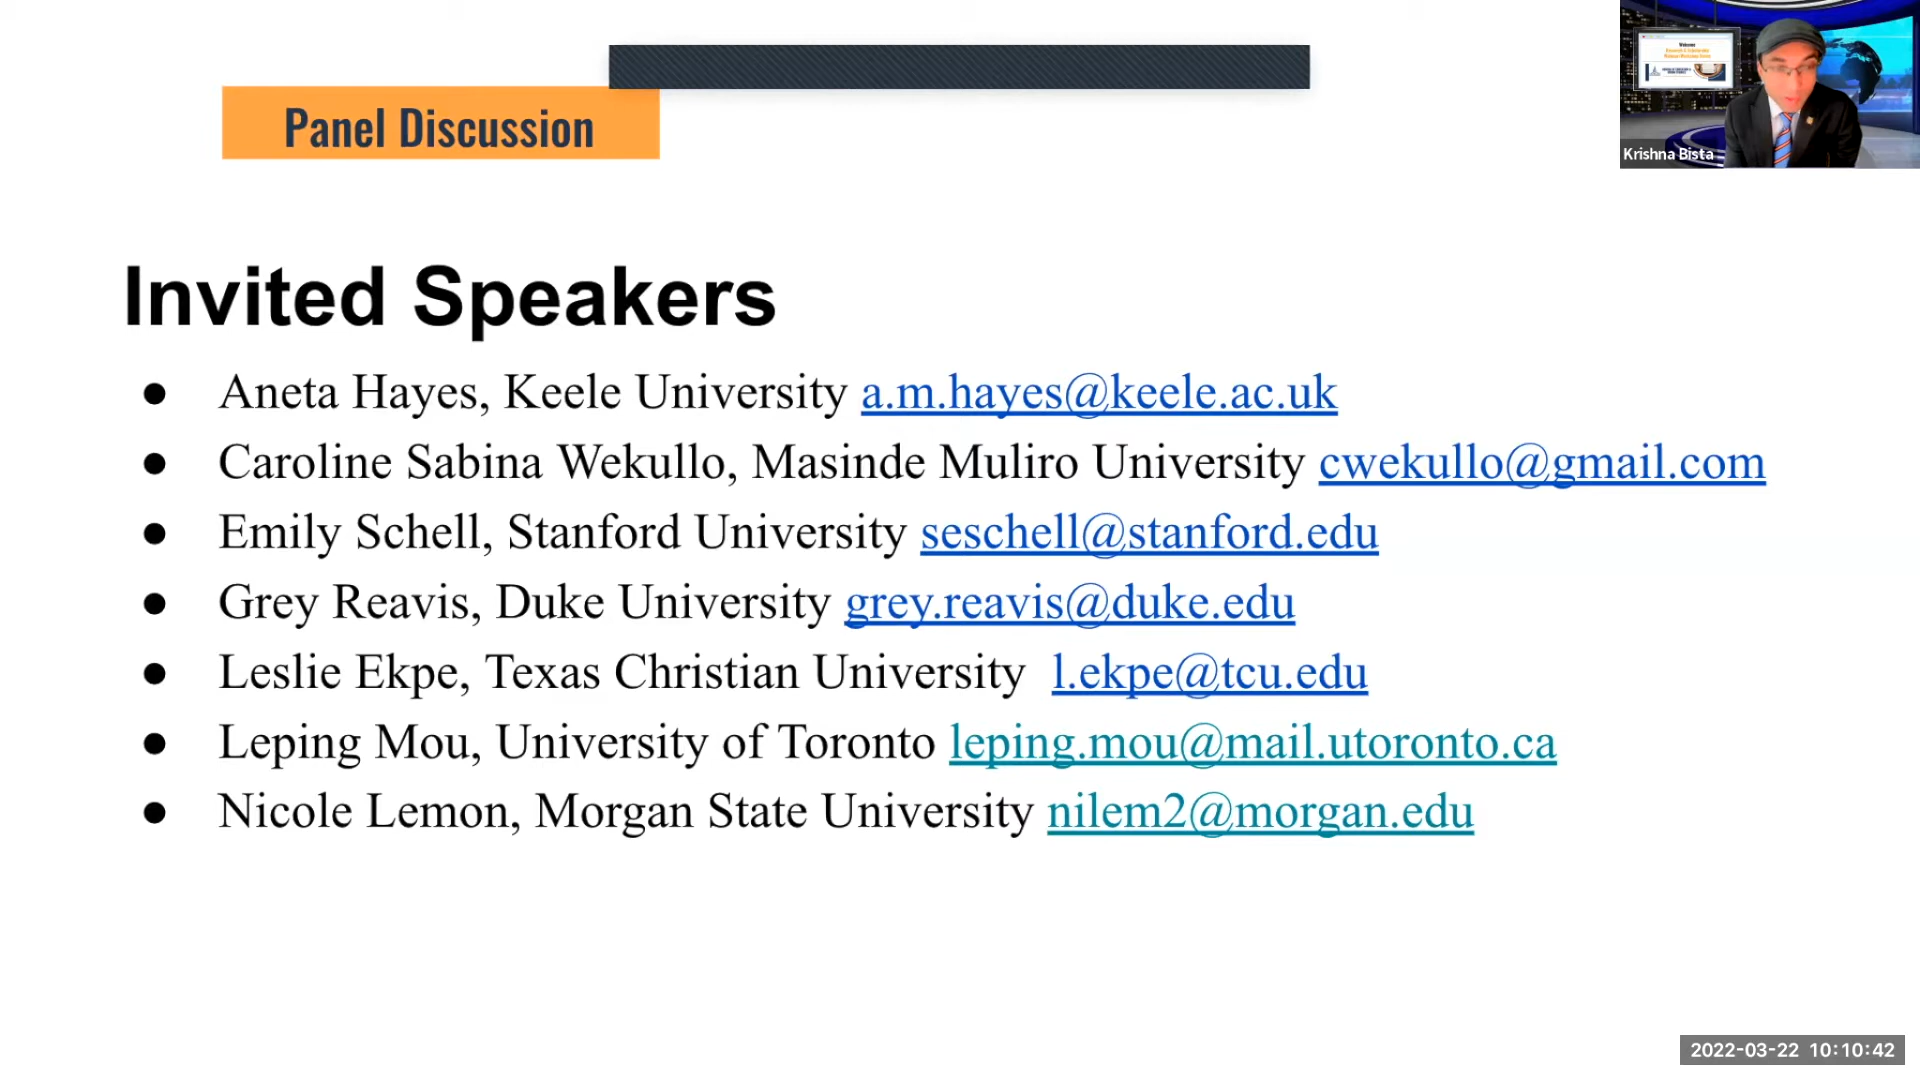 Panel Discussion
Krishna Bista
Invited Speakers
● Aneta Hayes, Keele University a.m.hayes@keele.ac.uk
● Caroline Sabina Wekullo, Masinde Muliro University cwekullo@gmail.com
● Emily Schell, Stanford University seschell@stanford.edu
● Grey Reavis, Duke University grey.reavis@duke.edu
● Leslie Ekpe, Texas Christian University l.ekpe@tcu.edu
● Leping Mou, University of Toronto leping.mou@mail.utoronto.ca
● Nicole Lemon, Morgan State University nilem2@morgan.edu
2022-03-22 10:10:42